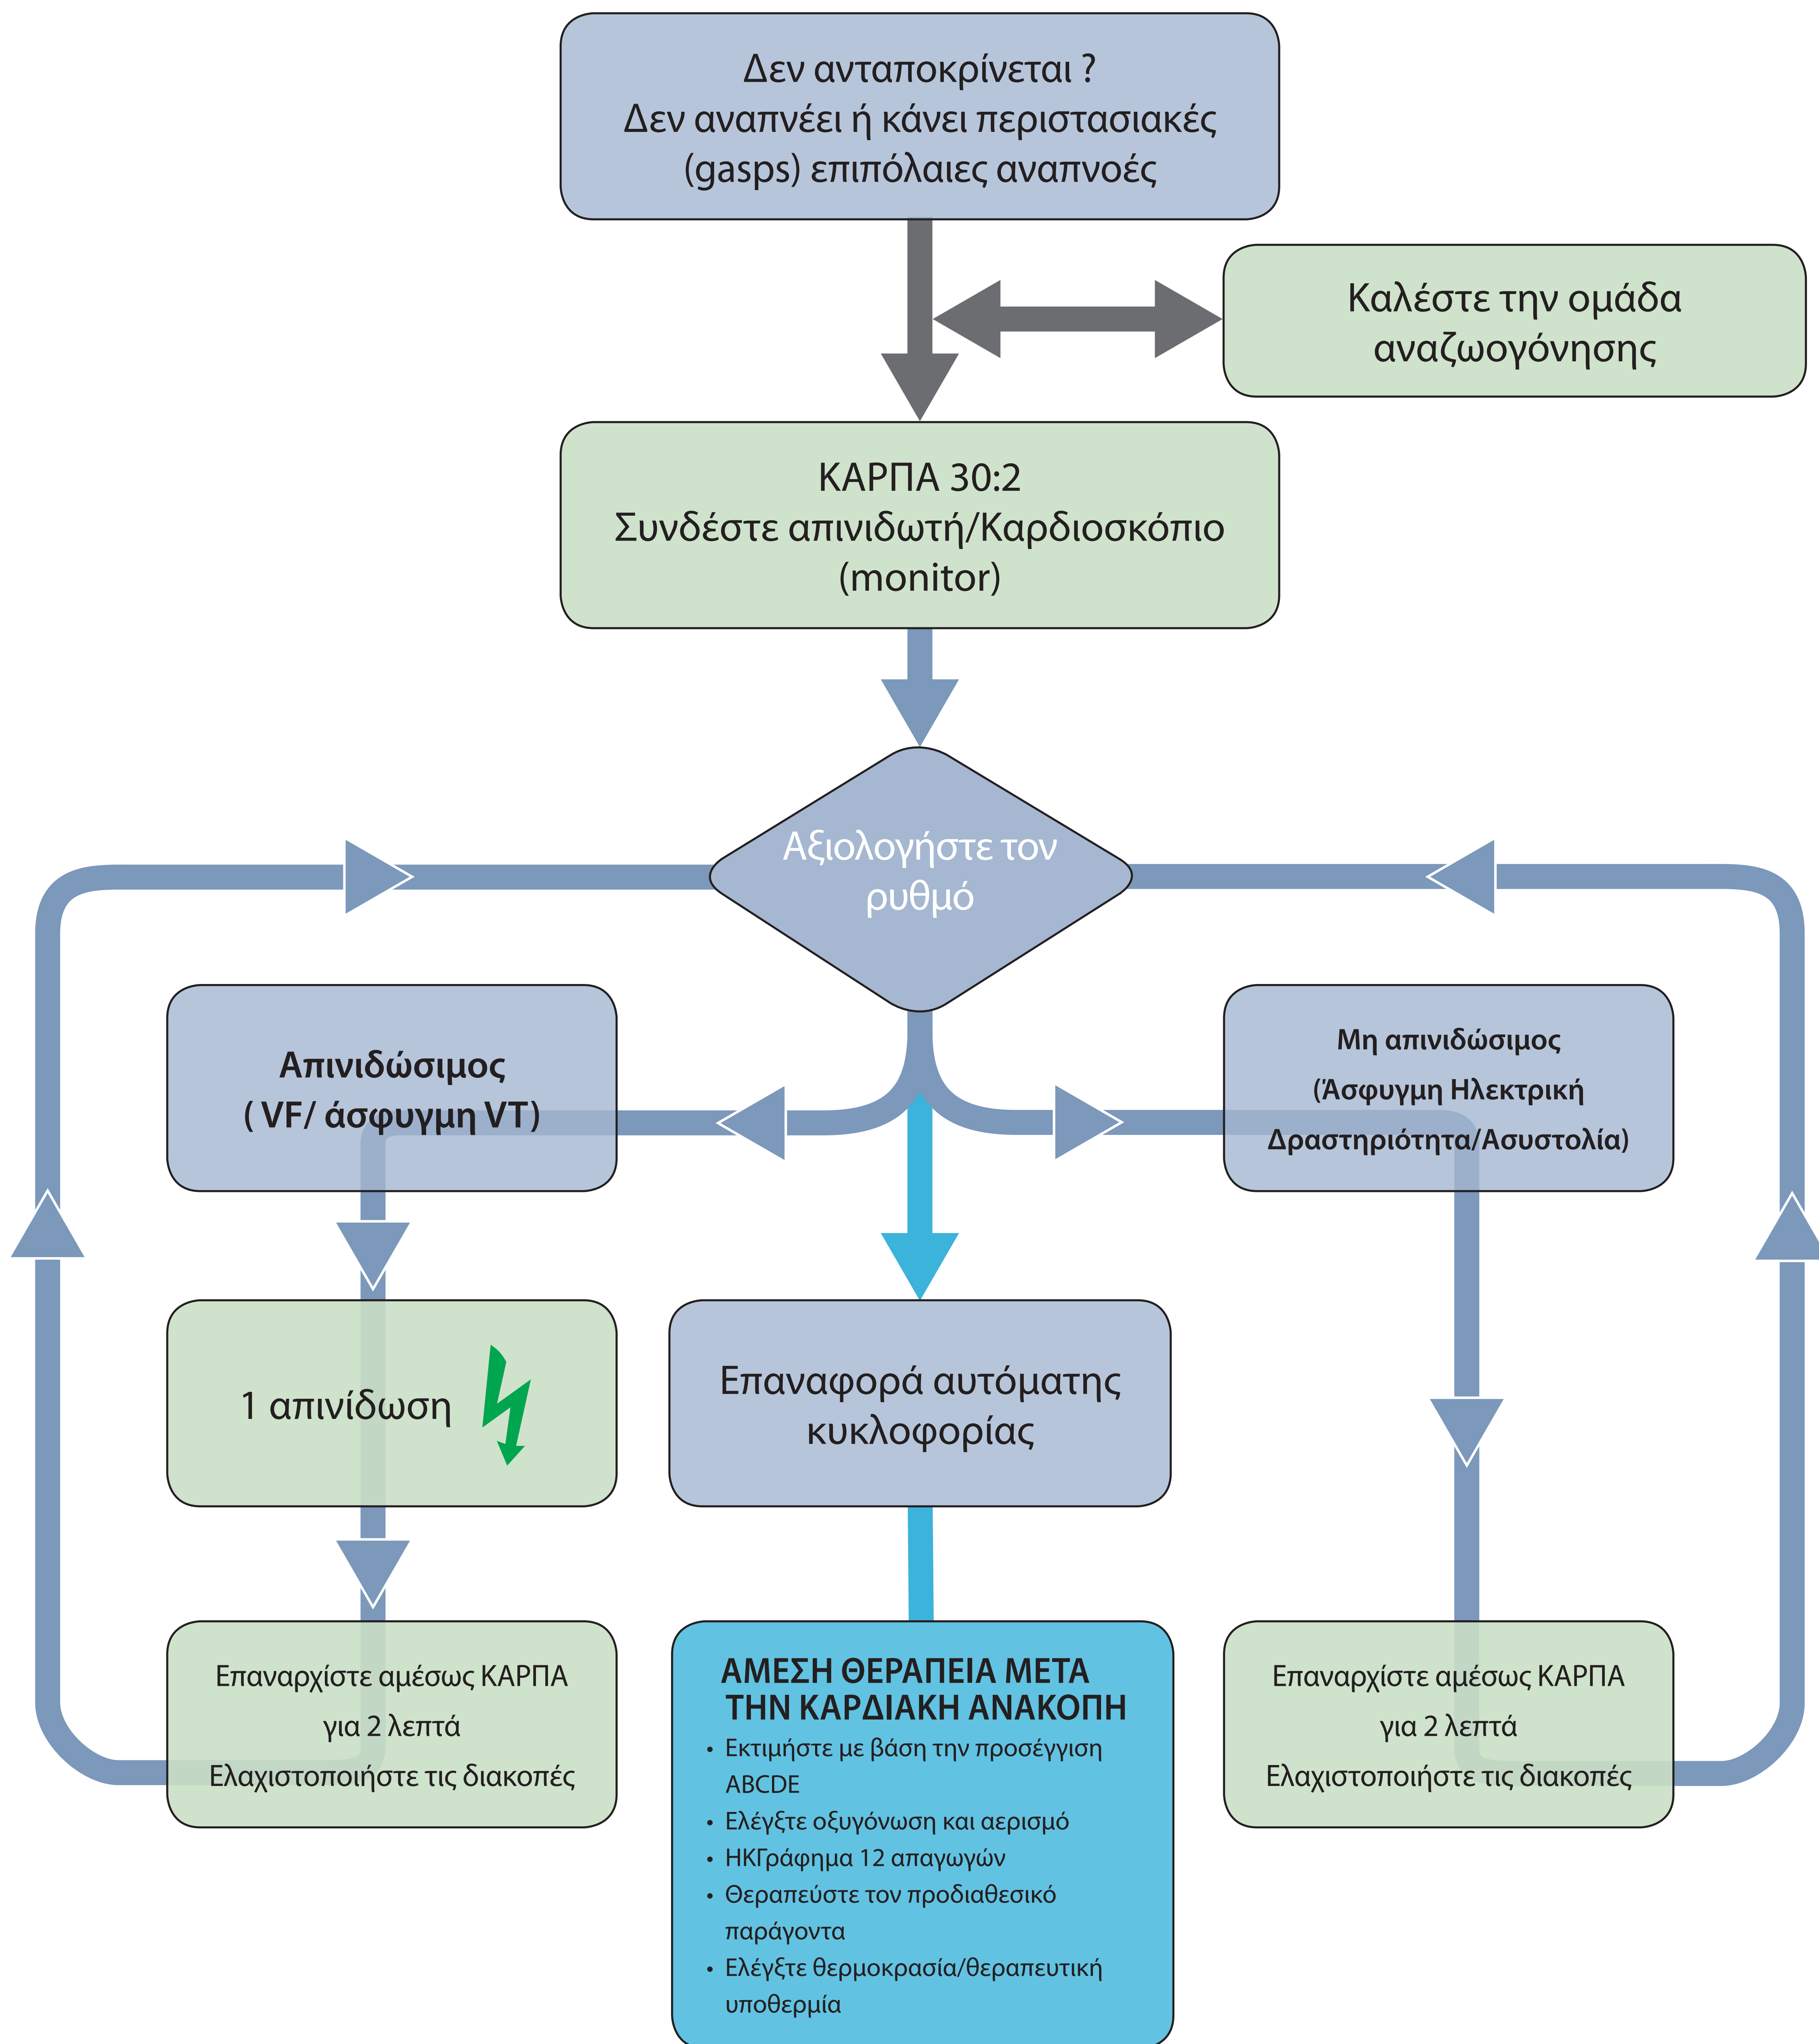 Δεν ανταποκρίνεται ?
Δεν αναπνέει ή κάνει περιστασιακές
(gasps) επιπόλαιες αναπνοές
Καλέστε την ομάδα
αναζωογόνησης
ΚΑΡΠΑ 30:2
Συνδέστε απινιδωτή/Καρδιοσκόπιο
(monitor)
Αξιολογήστε τον
ρυθμό
Απινιδώσιμος
( VF/ άσφυγμη VT)
Μη απινιδώσιμος
(Άσφυγμη Ηλεκτρική
Δραστηριότητα/Ασυστολία)
1 απινίδωση
Επαναφορά αυτόματης
κυκλοφορίας
Επαναρχίστε αμέσως ΚΑΡΠΑ
για 2 λεπτά
Ελαχιστοποιήστε τις διακοπές
ΑΜΕΣΗ ΘΕΡΑΠΕΙΑ ΜΕΤΑ
ΤΗΝ ΚΑΡΔΙΑΚΗ ΑΝΑΚΟΠΗ
• Εκτιμήστε με βάση την προσέγγιση
ABCDE
• Ελέγξτε οξυγόνωση και αερισμό
• ΗΚΓράφημα 12 απαγωγών
• Θεραπεύστε τον προδιαθεσικό
παράγοντα
• Ελέγξτε θερμοκρασία/θεραπευτική
υποθερμία
Επαναρχίστε αμέσως ΚΑΡΠΑ
για 2 λεπτά
Ελαχιστοποιήστε τις διακοπές